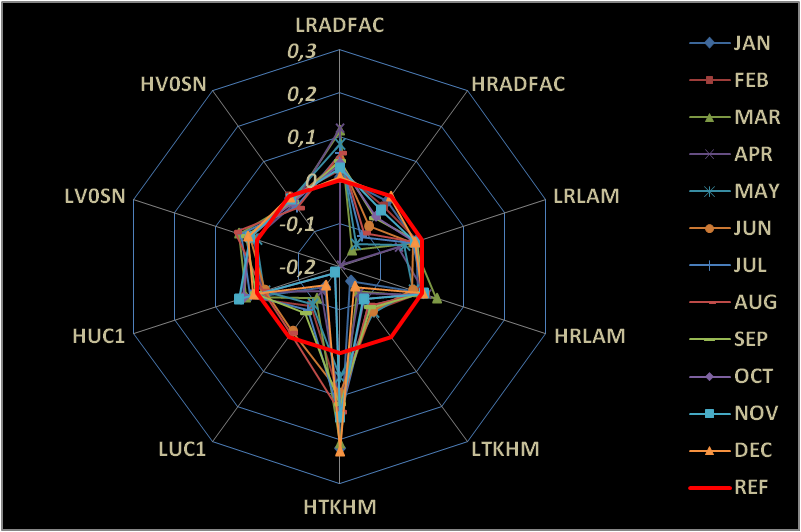 LRADFAC
HRADFAC
LRLAM
HRLAM
LTKHM
HTKHM
LUC1
HUC1
LV0SN
HV0SN
0,3
0,2
0,1
0
-0,1
-0,2
JAN
FEB
MAR
APR
MAY
JUN
JUL
AUG
SEP
OCT
NOV
DEC
REF